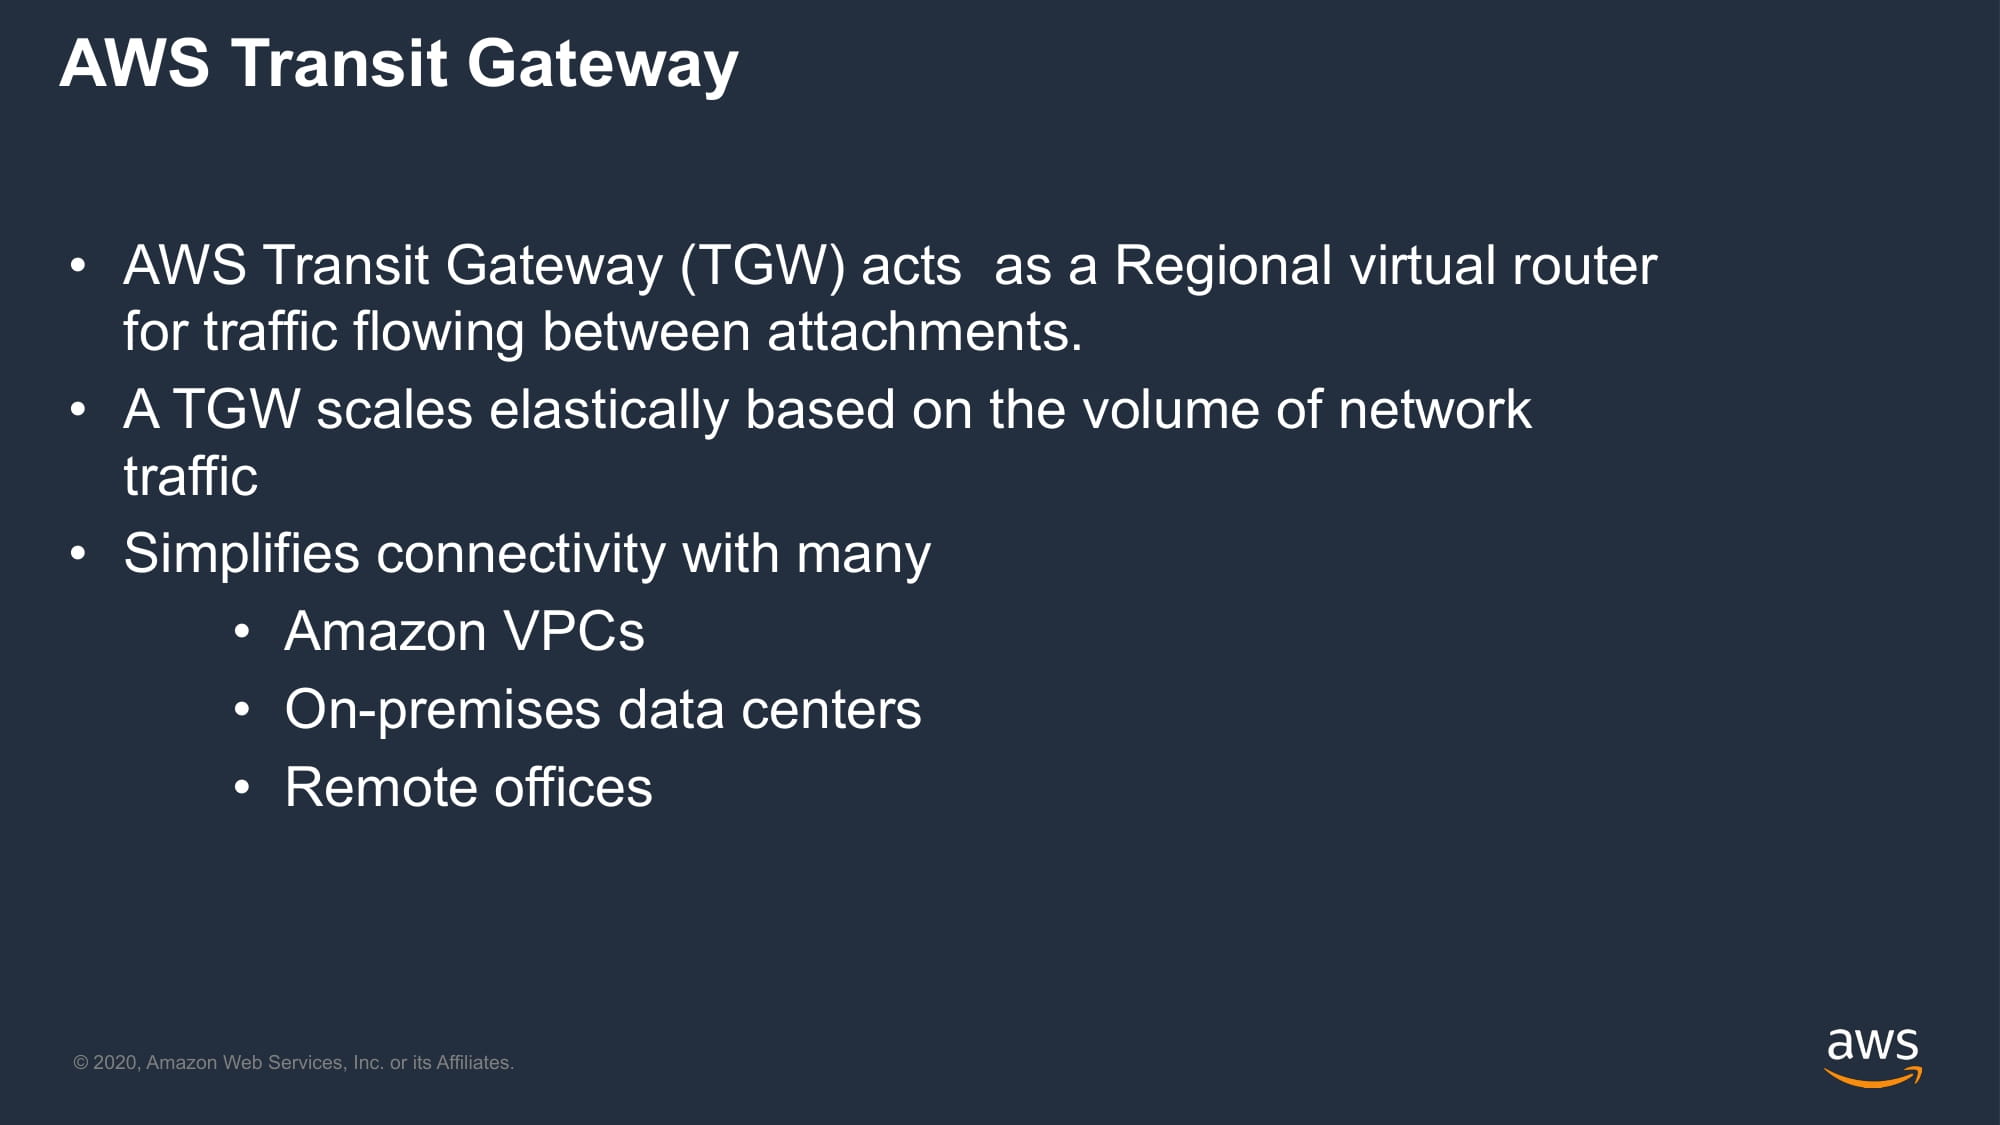 AWS Transit Gateway
• AWS Transit Gateway (TGW) acts  as a Regional virtual router
for traffic flowing between attachments.
• A TGW scales elastically based on the volume of network
traffic
• Simplifies connectivity with many
• Amazon VPCs
• On-premises data centers
• Remote offices
© 2020, Amazon Web Services, Inc. or its Affiliates.
aws